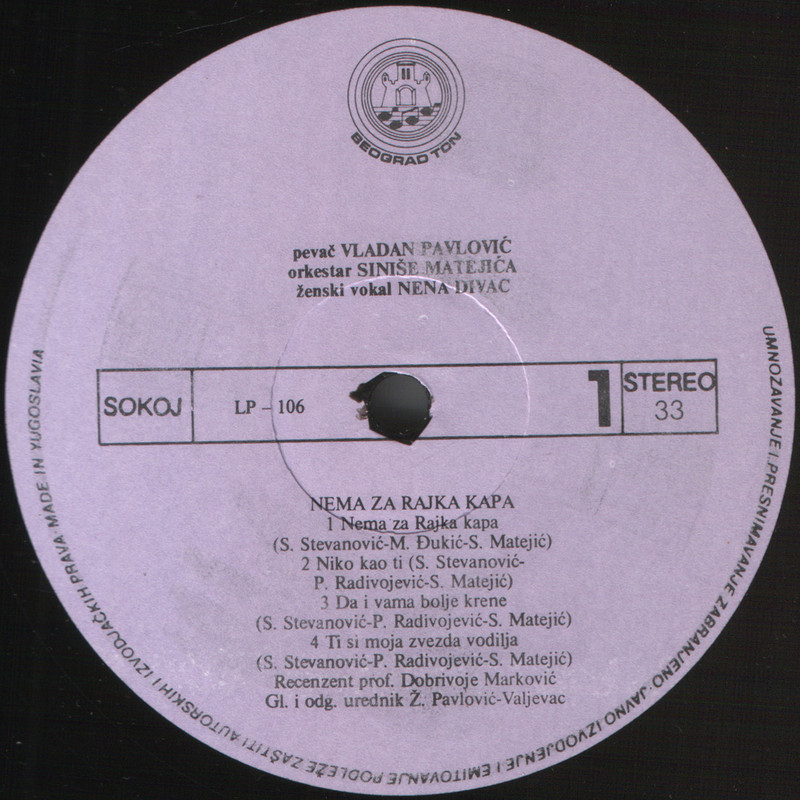 BEOGRAD TON
pevač VLADAN PAVLOVIĆ
orkestar SINIŠE MATEJIĆA
ženski vokal NENA DIVAC
SOKOJ
LP - 106
1
STEREO
33
NEMA ZA RAJKA KAPA
1 Nema za Rajka kapa
(S. Stevanović-M. Đukić-S. Matejić)
2 Niko kao ti (S. Stevanović-
P. Radivojević-S. Matejić)
3 Da i vama bolje krene
(S. Stevanović-P. Radivojević-S. Matejić)
4 Ti si moja zvezda vodilja
(S. Stevanović-P. Radivojević-S. Matejić)
Recenzent prof. Dobrivoje Marković
Gl. i odg. urednik Ž. Pavlović-Valjevac
UMNOZAVANJE I PRESNIMAVANJE ZABRANJENO·JAVNO IZVODJENJE I EMITOVANJE PODLEŽE ZAŠTITI AUTORSKIH I IZVODJAČKIH PRAVA·MADE IN YUGOSLAVIA